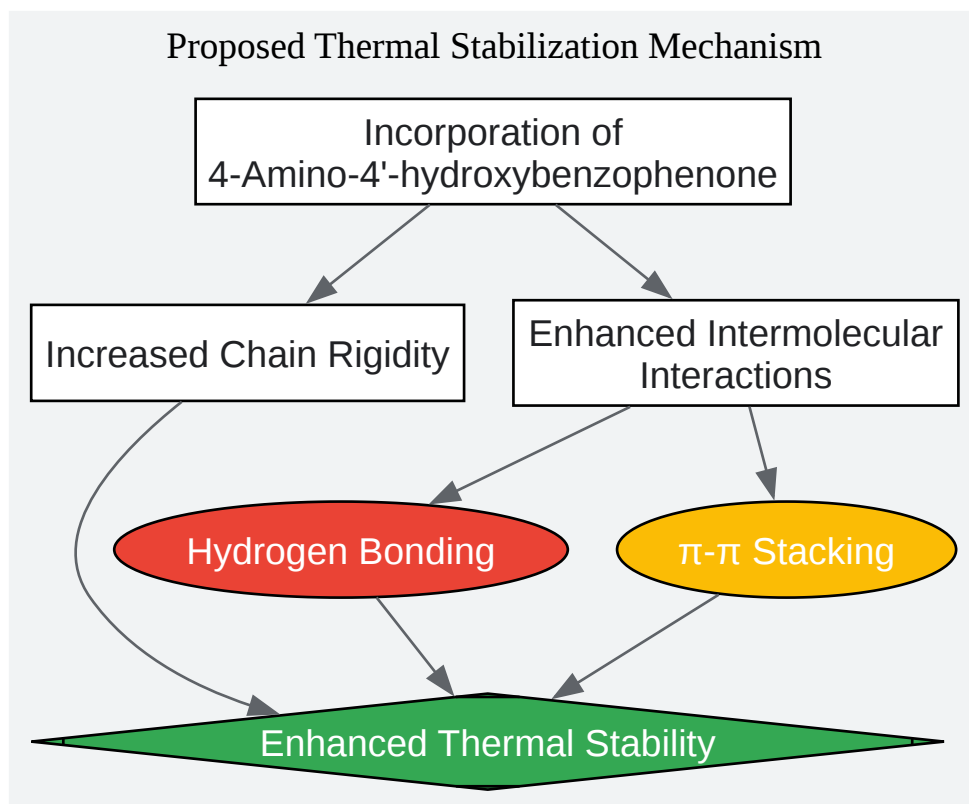 Proposed Thermal Stabilization Mechanism
Incorporation of
4-Amino-4'-hydroxybenzophenone
Increased Chain Rigidity
Enhanced Intermolecular
Interactions
Hydrogen Bonding
π-π Stacking
Enhanced Thermal Stability